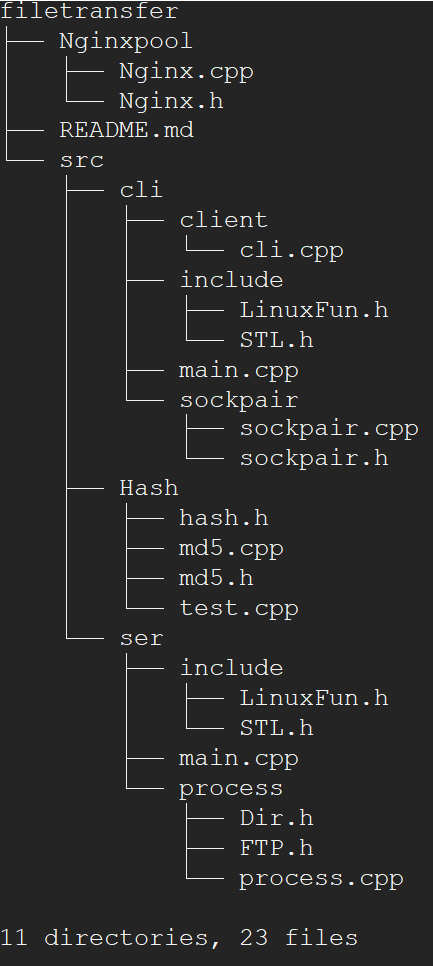 filetransfer
├── Nginxpool
│   ├── Nginx.cpp
│   └── Nginx.h
├── README.md
└── src
    ├── cli
    │   ├── client
    │   │   └── cli.cpp
    │   ├── include
    │   │   ├── LinuxFun.h
    │   │   └── STL.h
    │   ├── main.cpp
    │   └── sockpair
    │       ├── sockpair.cpp
    │       └── sockpair.h
    ├── Hash
    │   ├── hash.h
    │   ├── md5.cpp
    │   ├── md5.h
    │   └── test.cpp
    └── ser
        ├── include
        │   ├── LinuxFun.h
        │   └── STL.h
        ├── main.cpp
        └── process
            ├── Dir.h
            ├── FTP.h
            └── process.cpp
11 directories, 23 files